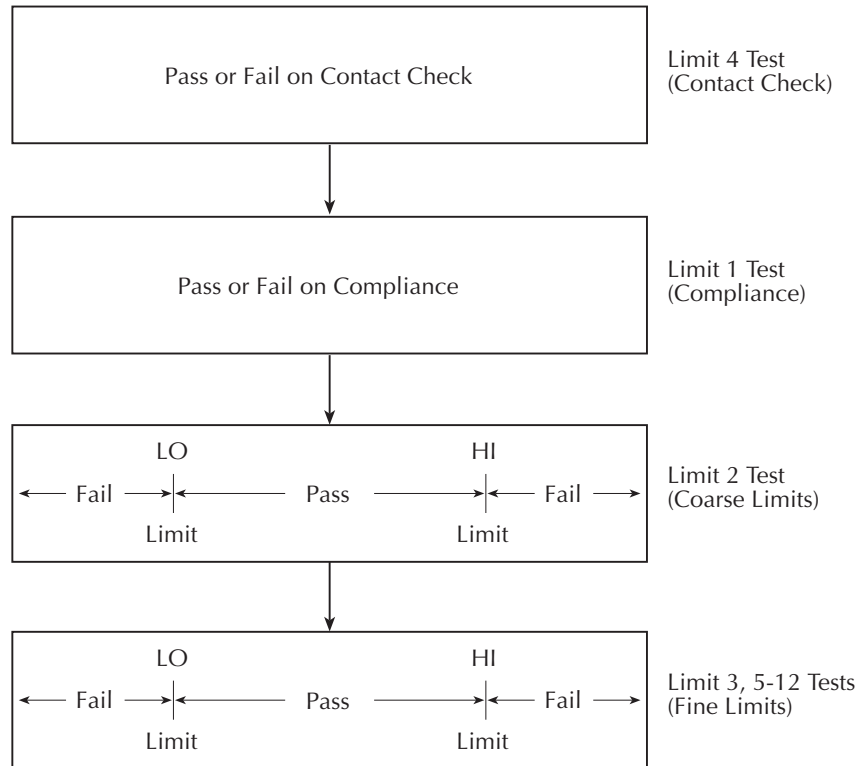 Pass or Fail on Contact Check
Limit 4 Test
(Contact Check)
Pass or Fail on Compliance
Limit 1 Test
(Compliance)
LO HI
Fail Pass Fail
Limit Limit
Limit 2 Test
(Coarse Limits)
LO HI
Fail Pass Fail
Limit Limit
Limit 3, 5-12 Tests
(Fine Limits)